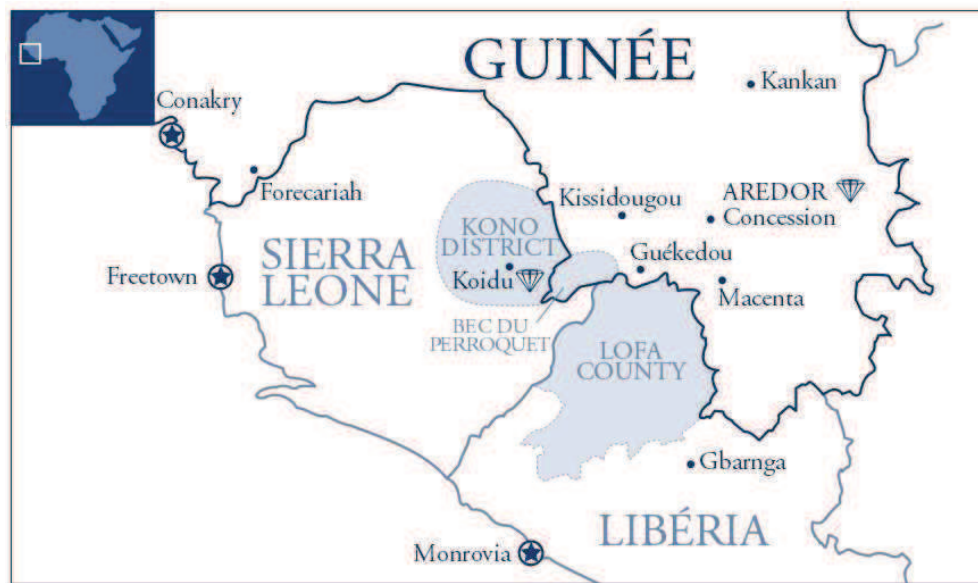 GUINÉE
Kankan
Conakry
Forecariah
Kissidougou
AREDOR
Concession
KONO
DISTRICT
Koidu
Guékedou
Macenta
SIERRA
LEONE
Freetown
BEC DU
PERROQUET
LOFA
COUNTY
Gbarnga
LIBÉRIA
Monrovia